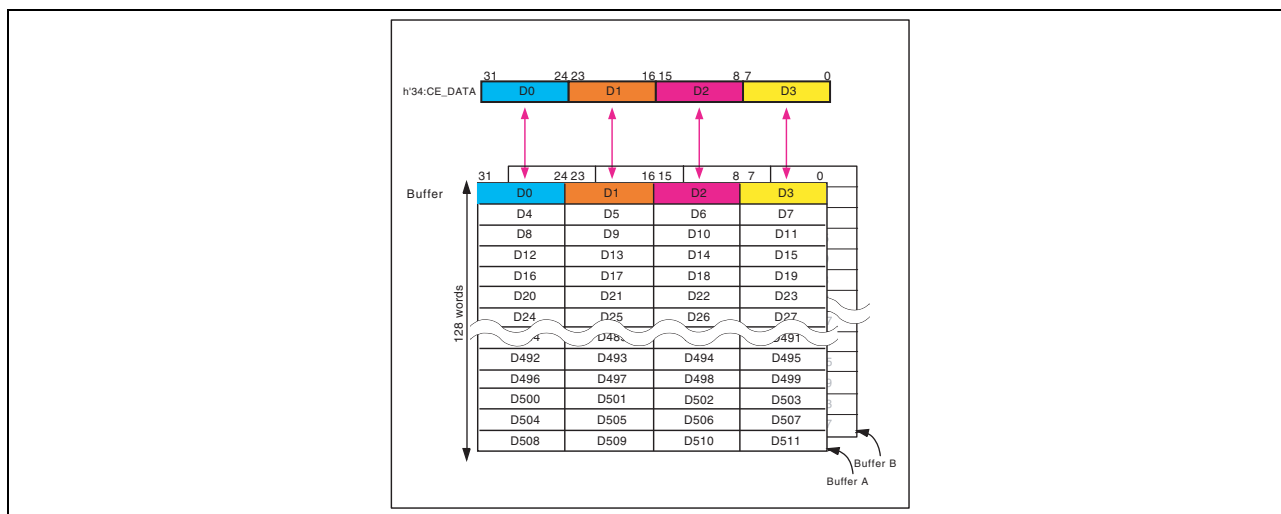 31 24 23 16 15 8 7 0
h'34:CE_DATA D0 D1 D2 D3
31 24 23 16 15 8 7 0
Buffer D0 D1 D2 D3
D4 D5 D6 D7
D8 D9 D10 D11
D12 D13 D14 D15
D16 D17 D18 D19
D20 D21 D22 D23
D24 D25 D26 D27
128 words
D491
D492 D493 D494 D495
D496 D497 D498 D499
D500 D501 D502 D503
D504 D505 D506 D507
D508 D509 D510 D511
Buffer B
Buffer A